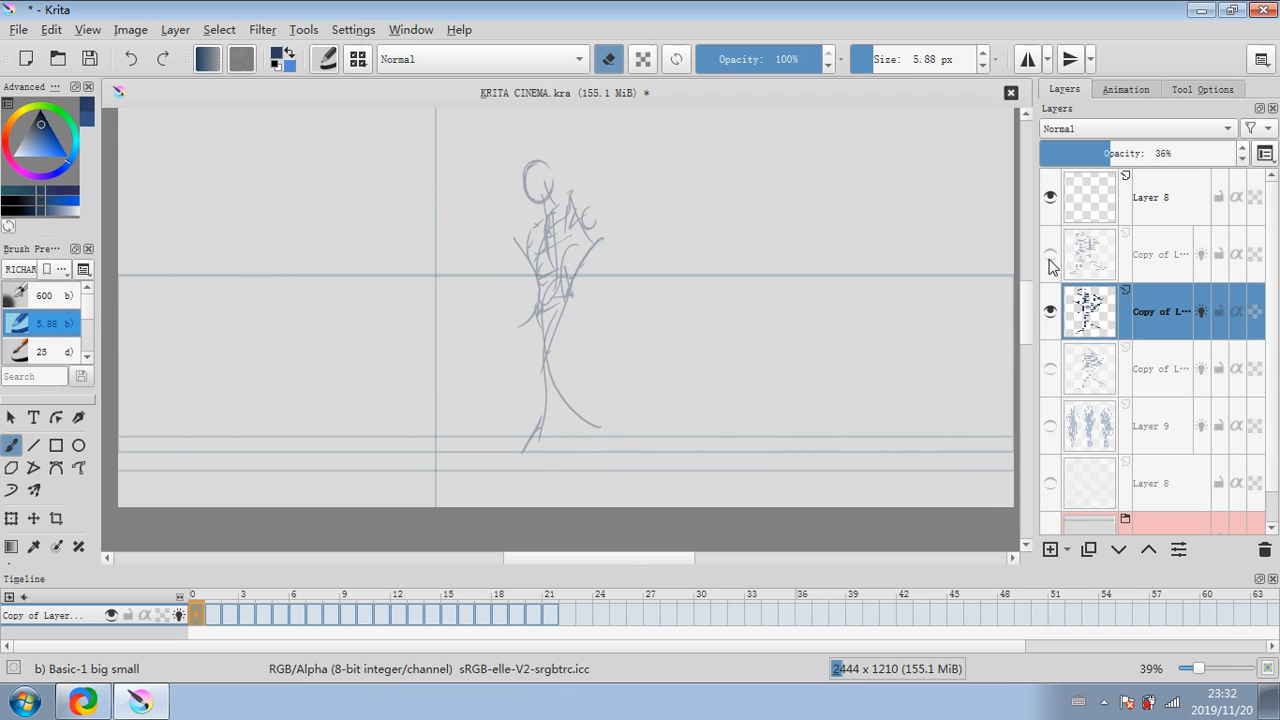 * - Krita
File Edit View Image Layer Select Filter Tools Settings Window Help
Normal
Opacity: 100%
Size: 5.88 px
Advanced ...
KRITA CINEMA.kra (155.1 MiB) *
Layers Animation Tool Options
Layers
Normal
Opacity: 36%
Layer 8
Copy of L...
Copy of L...
Copy of L...
Layer 9
Layer 8
Brush Pre...
RICHAR
600 b)
5.88 b)
25 d)
Search
Timeline
0 3 6 9 12 15 18 21 24 27 30 33 36 39 42 45 48 51 54 57 60 63
Copy of Layer...
b) Basic-1 big small
RGB/Alpha (8-bit integer/channel) sRGB-elle-V2-srgbtrc.icc
2444 x 1210 (155.1 MiB)
39%
23:32
2019/11/20